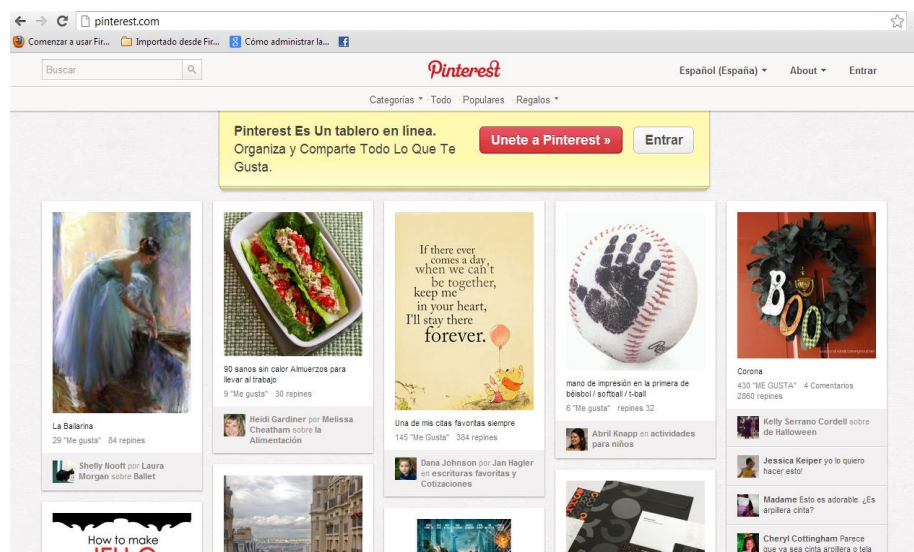 pinterest.com
Comenzar a usar Fir...
Importado desde Fir...
Cómo administrar la...
Buscar
Pinterest
Español (España)
About
Entrar
Categorías · Todo · Populares · Regalos
Pinterest Es Un tablero en línea.
Organiza y Comparte Todo Lo Que Te
Gusta.
Unete a Pinterest »
Entrar
La Bailarina
29 "Me gusta" 84 repines
Shelly Nooft por Laura
Morgan sobre Ballet
How to make
JELLO
90 sanos sin calor Almuerzos para
llevar al trabajo
9 "Me gusta" 30 repines
Heidi Gardiner por Melissa
Cheatham sobre la
Alimentación
If there ever
comes a day,
when we can't
be together,
keep me
in your heart,
I'll stay there
forever.
Una de mis citas favoritas siempre
145 "Me Gusta" 384 repines
Dana Johnson por Jan Hagler
en escrituras favoritas y
Cotizaciones
mano de impresión en la primera de
béisbol / softball / t-ball
6 "Me gusta" repines 32
Abril Knapp en actividades
para niños
BOO
Corona
430 "ME GUSTA" 4 Comentarios
2860 repines
Kelly Serrano Cordell sobre
de Halloween
Jessica Keiper yo lo quiero
hacer esto!
Madame Esto es adorable. ¿Es
arpillera cinta?
Cheryl Cottingham Parece
que ya sea cinta arpillera o tela